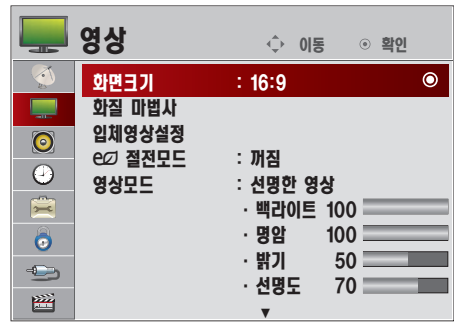 영상 이동 확인
화면크기 : 16:9
화질 마법사
입체영상설정
e 절전모드 : 꺼짐
영상모드 : 선명한 영상
· 백라이트 100
· 명암 100
· 밝기 50
· 선명도 70